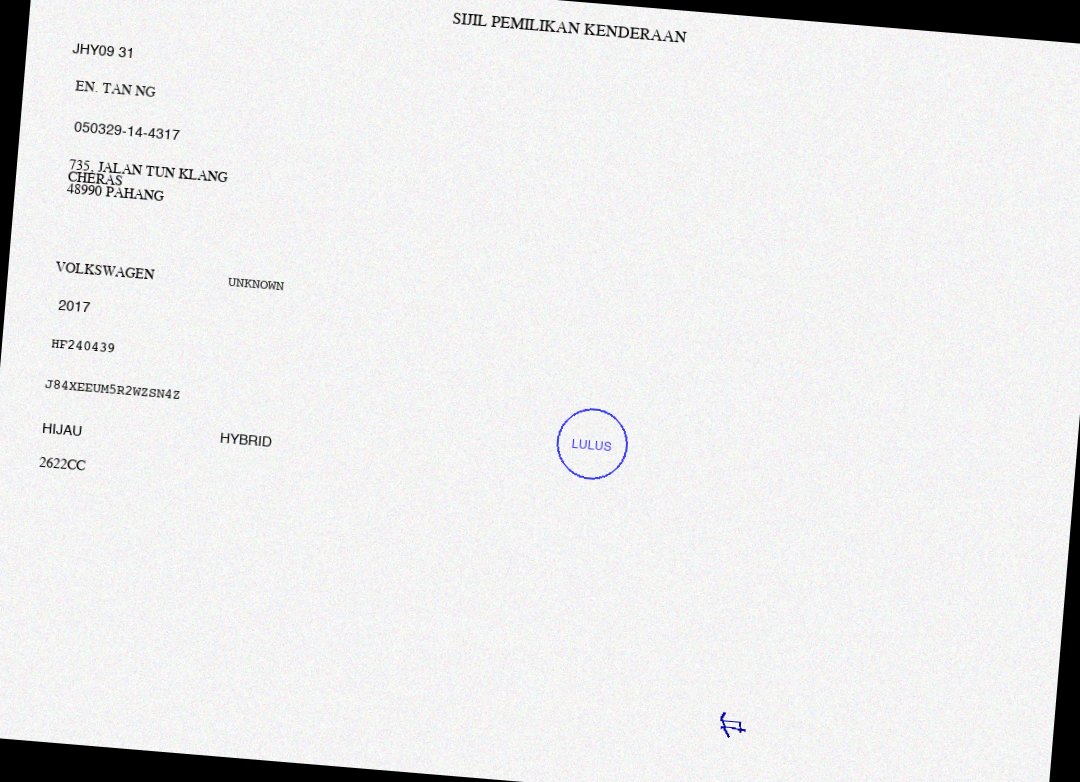 SIJIL PEMILIKAN KENDERAAN
JHY09 31
EN. TAN NG
050329-14-4317
735, JALAN TUN KLANG
CHERAS
48990 PAHANG
VOLKSWAGEN UNKNOWN
2017
HF240439
J84XEEUM5R2WZSN4Z
HIJAU HYBRID
LULUS
2622CC